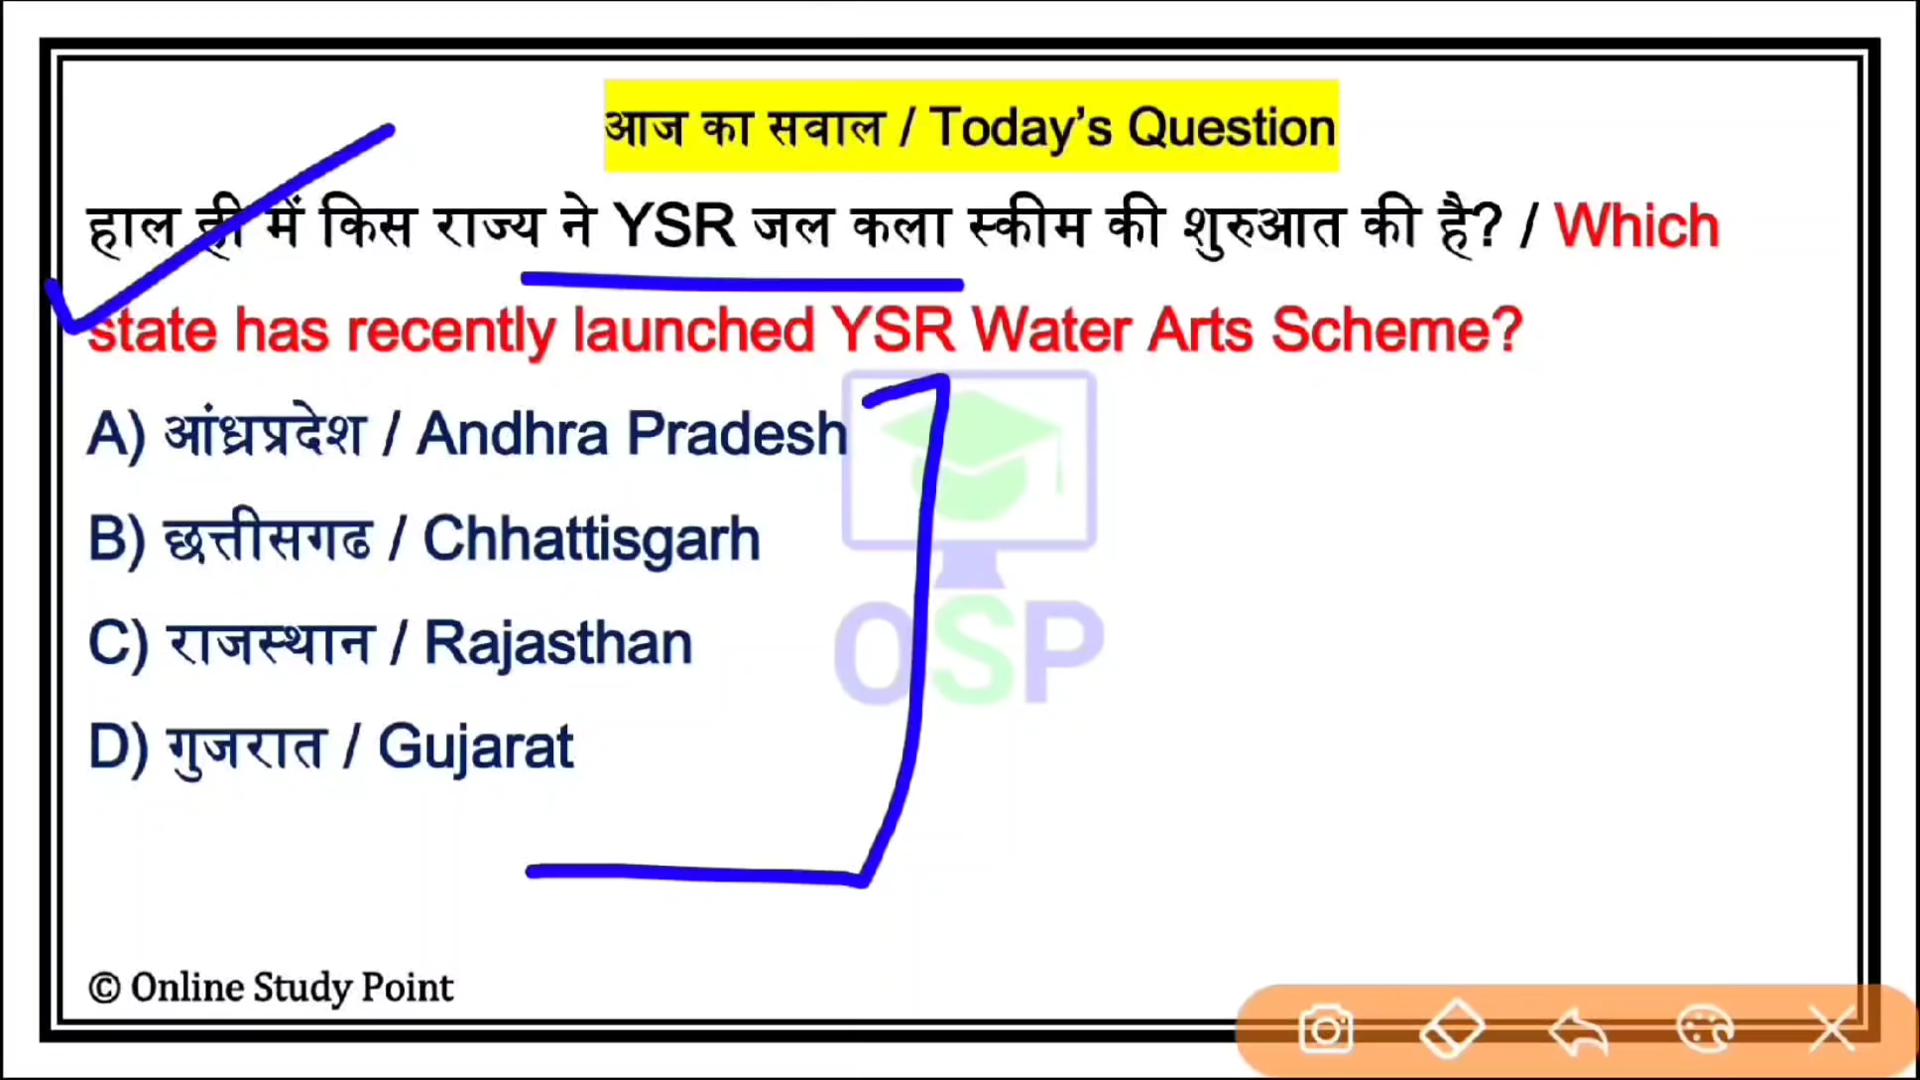 आज का सवाल / Today’s Question
हाल ही में किस राज्य ने YSR जल कला स्कीम की शुरुआत की है? / Which
state has recently launched YSR Water Arts Scheme?
A) आंध्रप्रदेश / Andhra Pradesh
B) छत्तीसगढ / Chhattisgarh
C) राजस्थान / Rajasthan
D) गुजरात / Gujarat
OSP
© Online Study Point